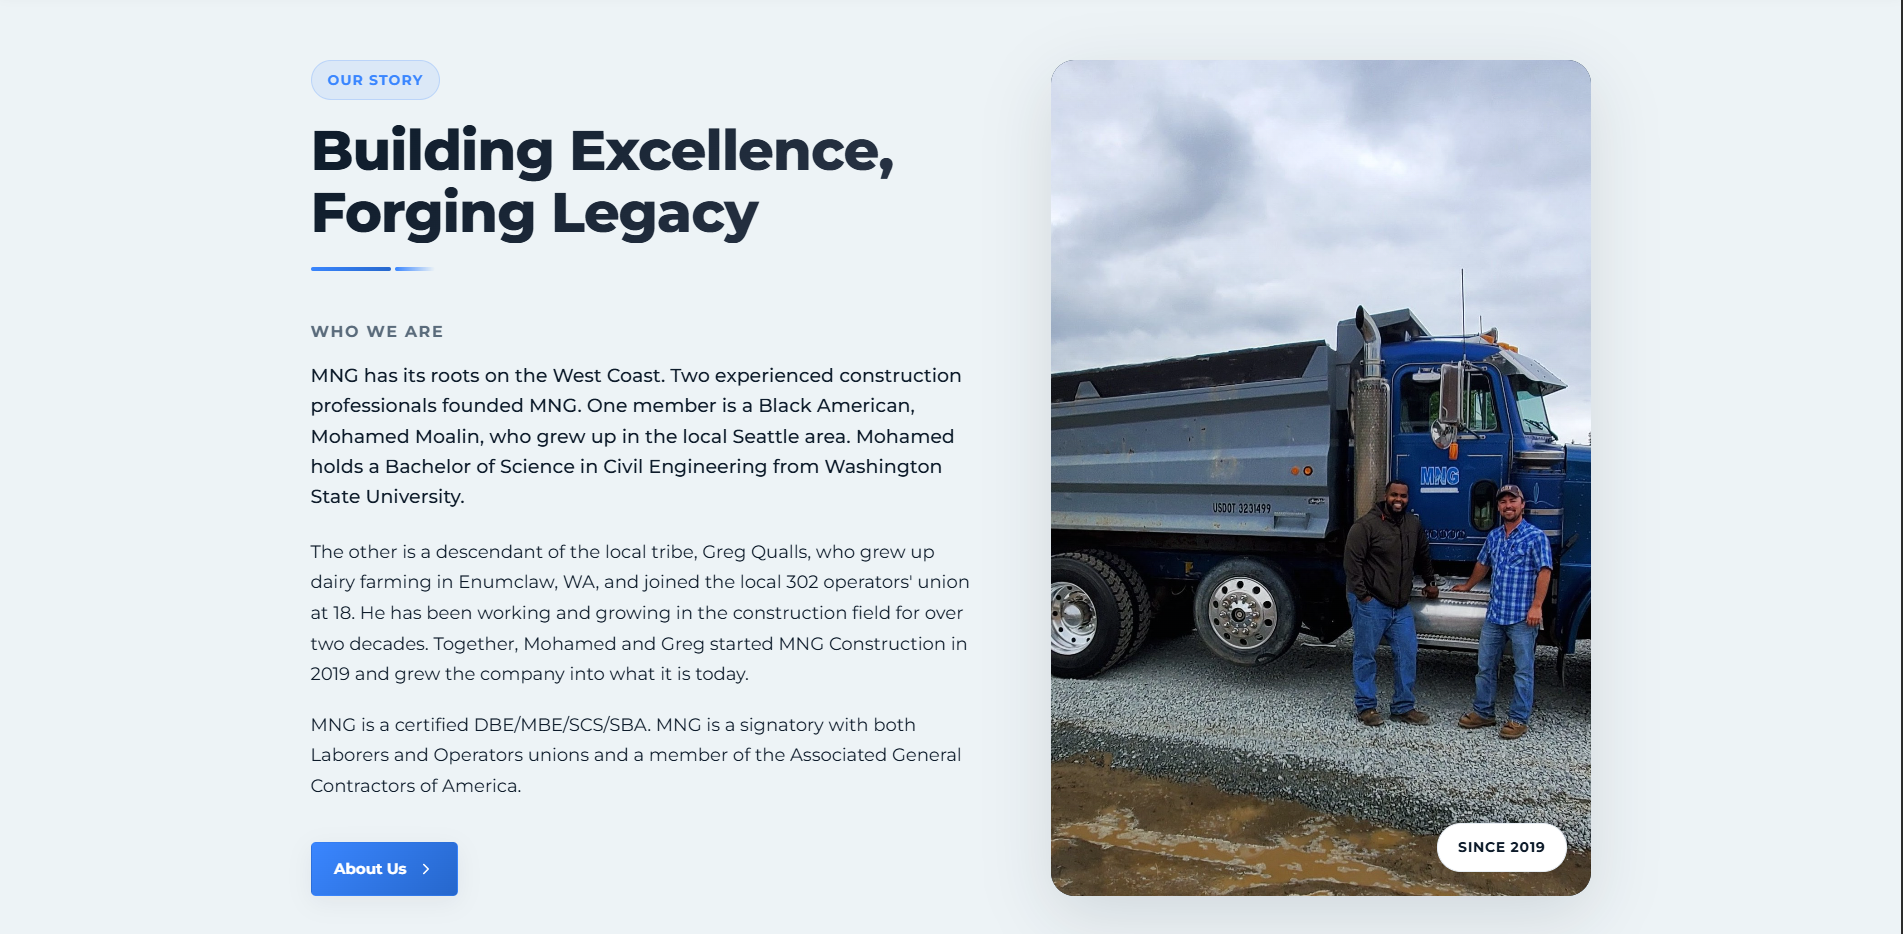 OUR STORY
Building Excellence,
Forging Legacy
WHO WE ARE
MNG has its roots on the West Coast. Two experienced construction
professionals founded MNG. One member is a Black American,
Mohamed Moalin, who grew up in the local Seattle area. Mohamed
holds a Bachelor of Science in Civil Engineering from Washington
State University.
The other is a descendant of the local tribe, Greg Qualls, who grew up
dairy farming in Enumclaw, WA, and joined the local 302 operators' union
at 18. He has been working and growing in the construction field for over
two decades. Together, Mohamed and Greg started MNG Construction in
2019 and grew the company into what it is today.
MNG is a certified DBE/MBE/SCS/SBA. MNG is a signatory with both
Laborers and Operators unions and a member of the Associated General
Contractors of America.
About Us
MNG
USDOT 3231499
SINCE 2019